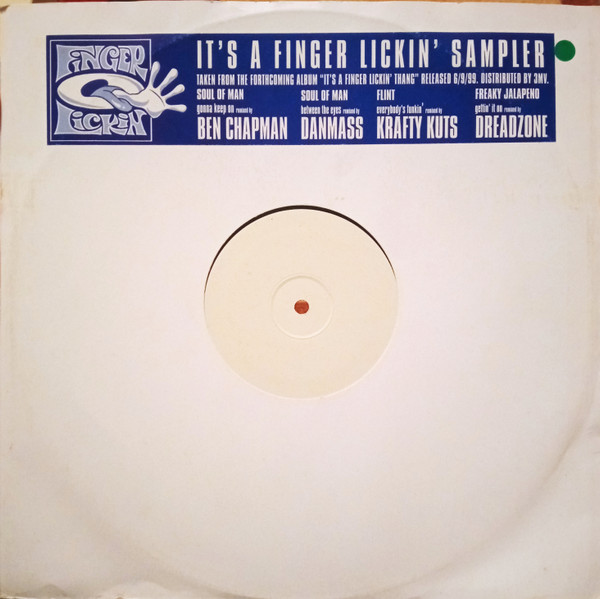 FINGER
LICKIN'
IT'S A FINGER LICKIN' SAMPLER
TAKEN FROM THE FORTHCOMING ALBUM "IT'S A FINGER LICKIN' THANG" RELEASED 6/9/99. DISTRIBUTED BY 3MV.
SOUL OF MAN SOUL OF MAN FLINT FREAKY JALAPENO
gonna keep on remixed by between the eyes remixed by everybody's funkin' remixed by gettin' it on remixed by
BEN CHAPMAN DANMASS KRAFTY KUTS DREADZONE